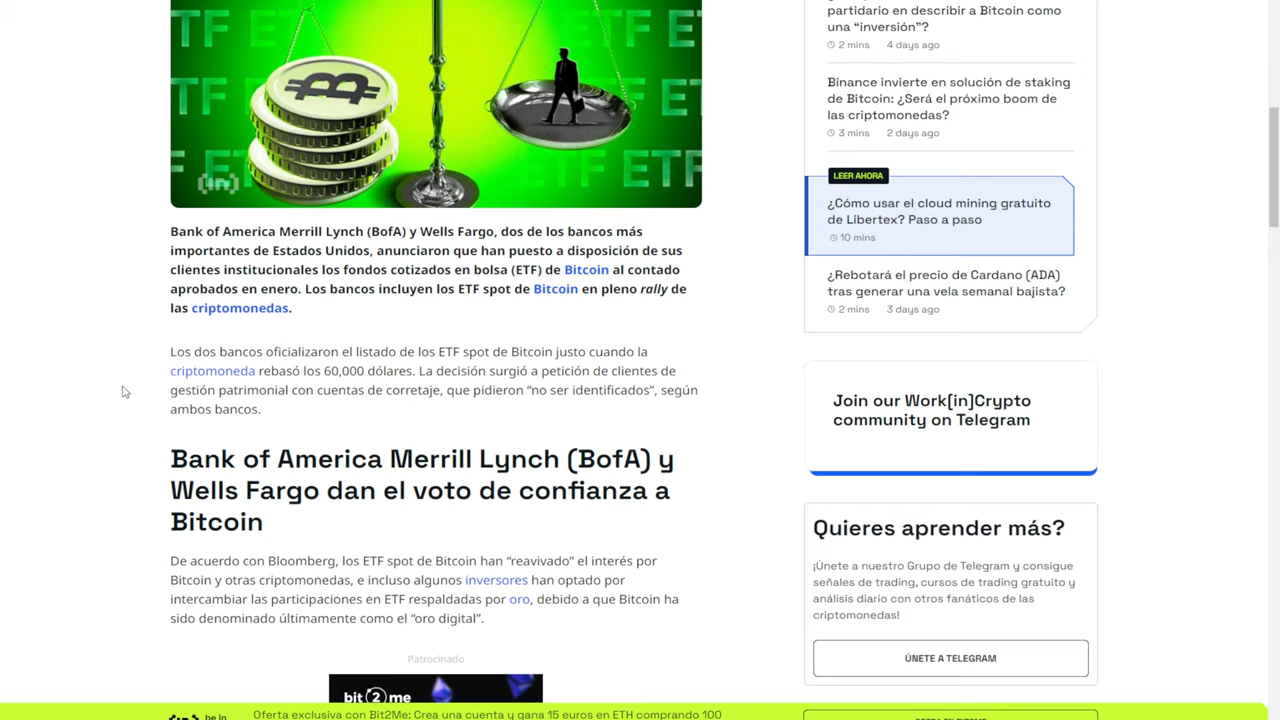 ETF
Bank of America Merrill Lynch (BofA) y Wells Fargo, dos de los bancos más
importantes de Estados Unidos, anunciaron que han puesto a disposición de sus
clientes institucionales los fondos cotizados en bolsa (ETF) de Bitcoin al contado
aprobados en enero. Los bancos incluyen los ETF spot de Bitcoin en pleno rally de
las criptomonedas.
Los dos bancos oficializaron el listado de los ETF spot de Bitcoin justo cuando la
criptomoneda rebasó los 60,000 dólares. La decisión surgió a petición de clientes de
gestión patrimonial con cuentas de corretaje, que pidieron “no ser identificados”, según
ambos bancos.
Bank of America Merrill Lynch (BofA) y
Wells Fargo dan el voto de confianza a
Bitcoin
De acuerdo con Bloomberg, los ETF spot de Bitcoin han “reavivado” el interés por
Bitcoin y otras criptomonedas, e incluso algunos inversores han optado por
intercambiar las participaciones en ETF respaldadas por oro, debido a que Bitcoin ha
sido denominado últimamente como el “oro digital”.
Patrocinado
bit2me
partidario en describir a Bitcoin como
una “inversión”?
2 mins 4 days ago
Binance invierte en solución de staking
de Bitcoin: ¿Será el próximo boom de
las criptomonedas?
3 mins 2 days ago
LEER AHORA
¿Cómo usar el cloud mining gratuito
de Libertex? Paso a paso
10 mins
¿Rebotará el precio de Cardano (ADA)
tras generar una vela semanal bajista?
2 mins 3 days ago
Join our Work[in]Crypto
community on Telegram
Quieres aprender más?
¡Únete a nuestro Grupo de Telegram y consigue
señales de trading, cursos de trading gratuito y
análisis diario con otros fanáticos de las
criptomonedas!
ÚNETE A TELEGRAM
be in
Oferta exclusiva con Bit2Me: Crea una cuenta y gana 15 euros en ETH comprando 100